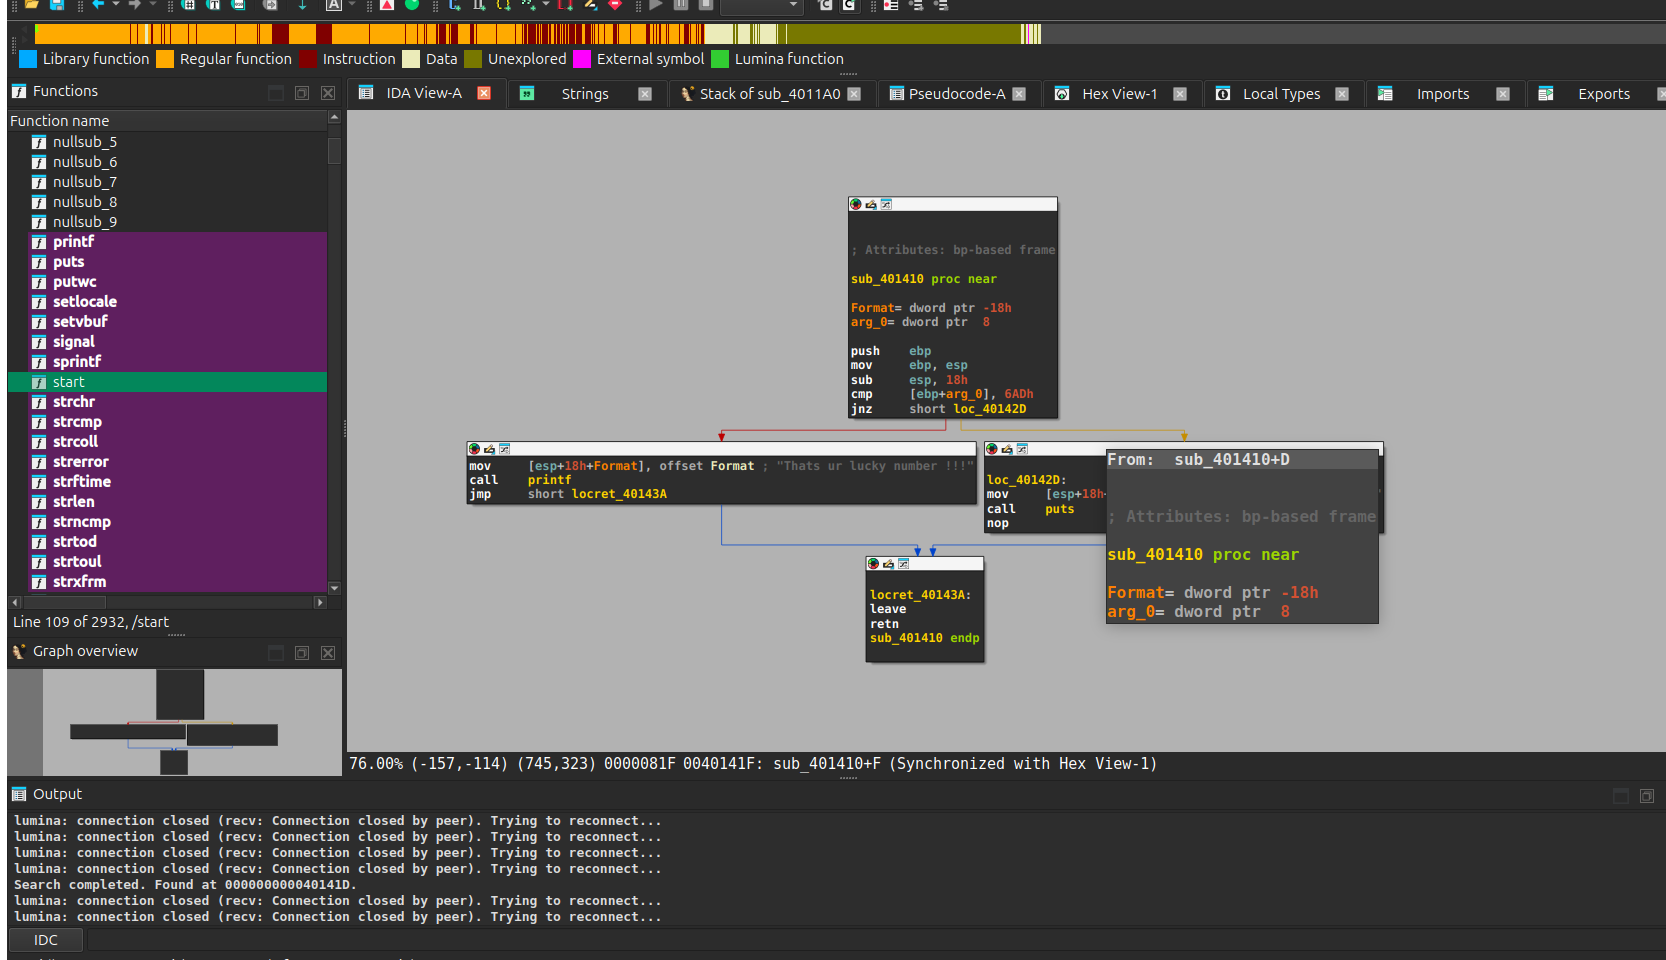 Library function Regular function Instruction Data Unexplored External symbol Lumina function
Functions
Function name
nullsub_5
nullsub_6
nullsub_7
nullsub_8
nullsub_9
printf
puts
putwc
setlocale
setvbuf
signal
sprintf
start
strchr
strcmp
strcoll
strerror
strftime
strlen
strncmp
strtod
strtoul
strxfrm
Line 109 of 2932, /start
Graph overview
IDA View-A Strings Stack of sub_4011A0 Pseudocode-A Hex View-1 Local Types Imports Exports
; Attributes: bp-based frame
sub_401410 proc near
Format= dword ptr -18h
arg_0= dword ptr 8
push ebp
mov ebp, esp
sub esp, 18h
cmp [ebp+arg_0], 6ADh
jnz short loc_40142D
mov [esp+18h+Format], offset Format ; "Thats ur lucky number !!!"
call printf
jmp short locret_40143A
loc_40142D:
mov [esp+18h+
call puts
nop
From: sub_401410+D
; Attributes: bp-based frame
sub_401410 proc near
Format= dword ptr -18h
arg_0= dword ptr 8
locret_40143A:
leave
retn
sub_401410 endp
76.00% (-157,-114) (745,323) 0000081F 0040141F: sub_401410+F (Synchronized with Hex View-1)
Output
lumina: connection closed (recv: Connection closed by peer). Trying to reconnect...
lumina: connection closed (recv: Connection closed by peer). Trying to reconnect...
lumina: connection closed (recv: Connection closed by peer). Trying to reconnect...
lumina: connection closed (recv: Connection closed by peer). Trying to reconnect...
Search completed. Found at 000000000040141D.
lumina: connection closed (recv: Connection closed by peer). Trying to reconnect...
lumina: connection closed (recv: Connection closed by peer). Trying to reconnect...
IDC